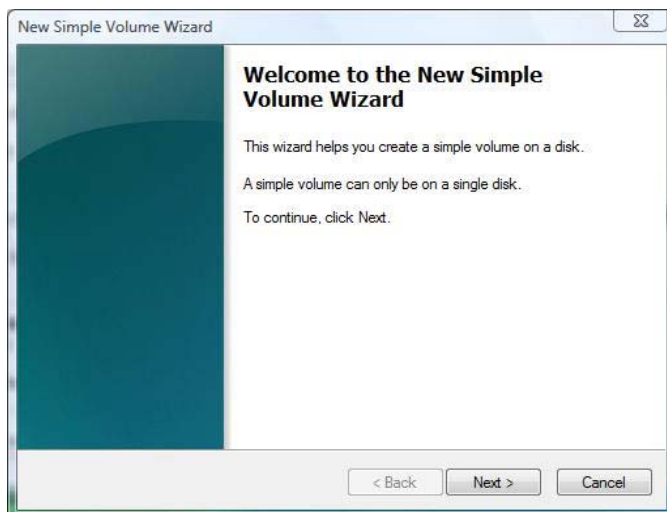 New Simple Volume Wizard
Welcome to the New Simple
Volume Wizard
This wizard helps you create a simple volume on a disk.
A simple volume can only be on a single disk.
To continue, click Next.
< Back Next > Cancel